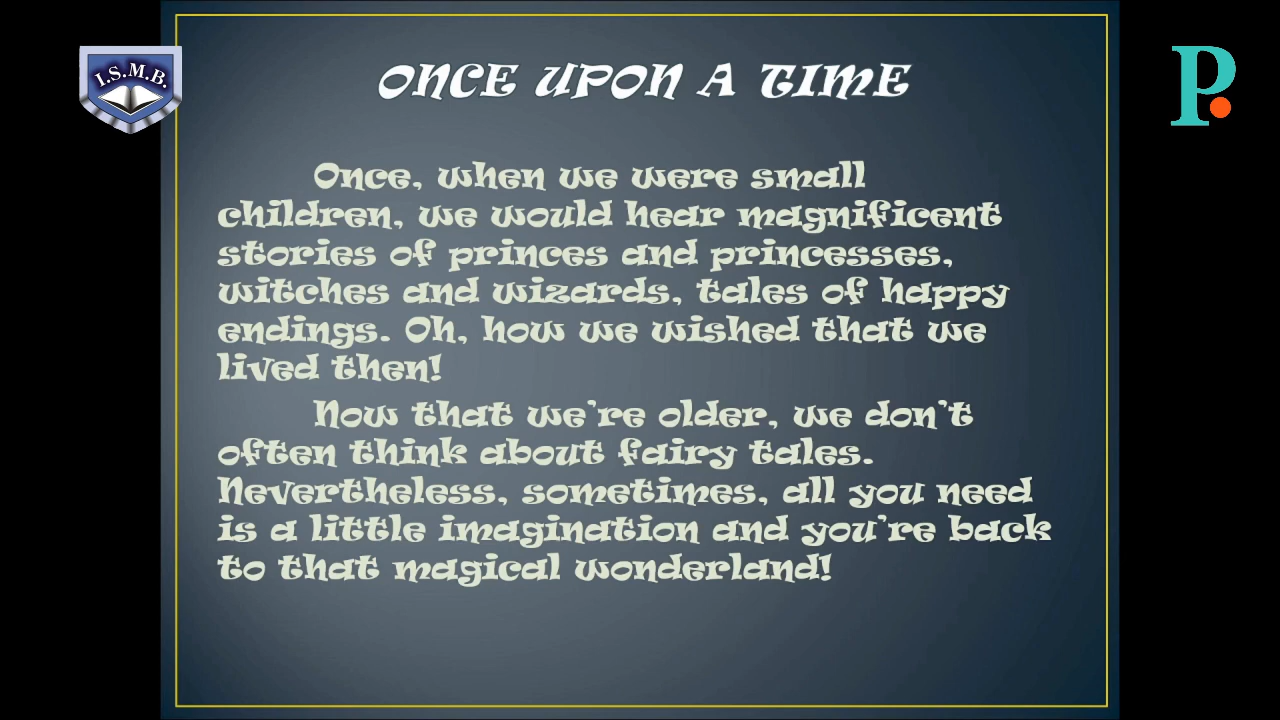 I.S.M.B.
P.
ONCE UPON A TIME
Once, when we were small
children, we would hear magnificent
stories of princes and princesses,
witches and wizards, tales of happy
endings. Oh, how we wished that we
lived then!
Now that we're older, we don't
often think about fairy tales.
Nevertheless, sometimes, all you need
is a little imagination and you're back
to that magical wonderland!